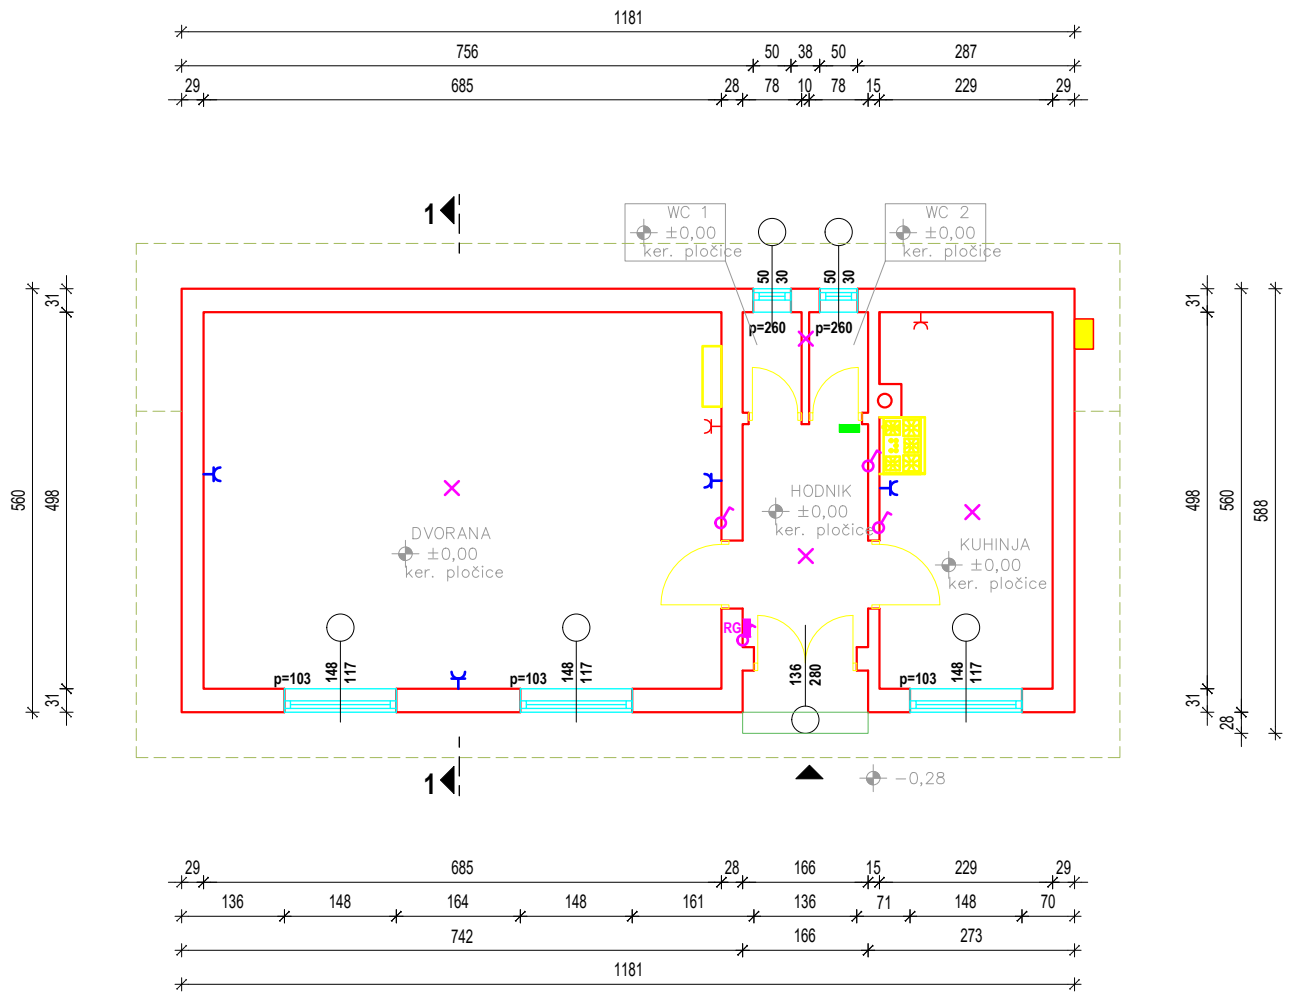 1181
756 50 38 50 287
29 685 28 78 10 78 15 229 29
1
WC 1
±0,00
ker. pločice
WC 2
±0,00
ker. pločice
50
30
50
30
p=260
p=260
31
560
498
31
31
498
31
560
28
588
HODNIK
±0,00
ker. pločice
DVORANA
±0,00
ker. pločice
KUHINJA
±0,00
ker. pločice
RG
p=103
148
117
p=103
148
117
136
280
p=103
148
117
1
-0,28
29 685 28 166 15 229 29
136 148 164 148 161 136 71 148 70
742 166 273
1181